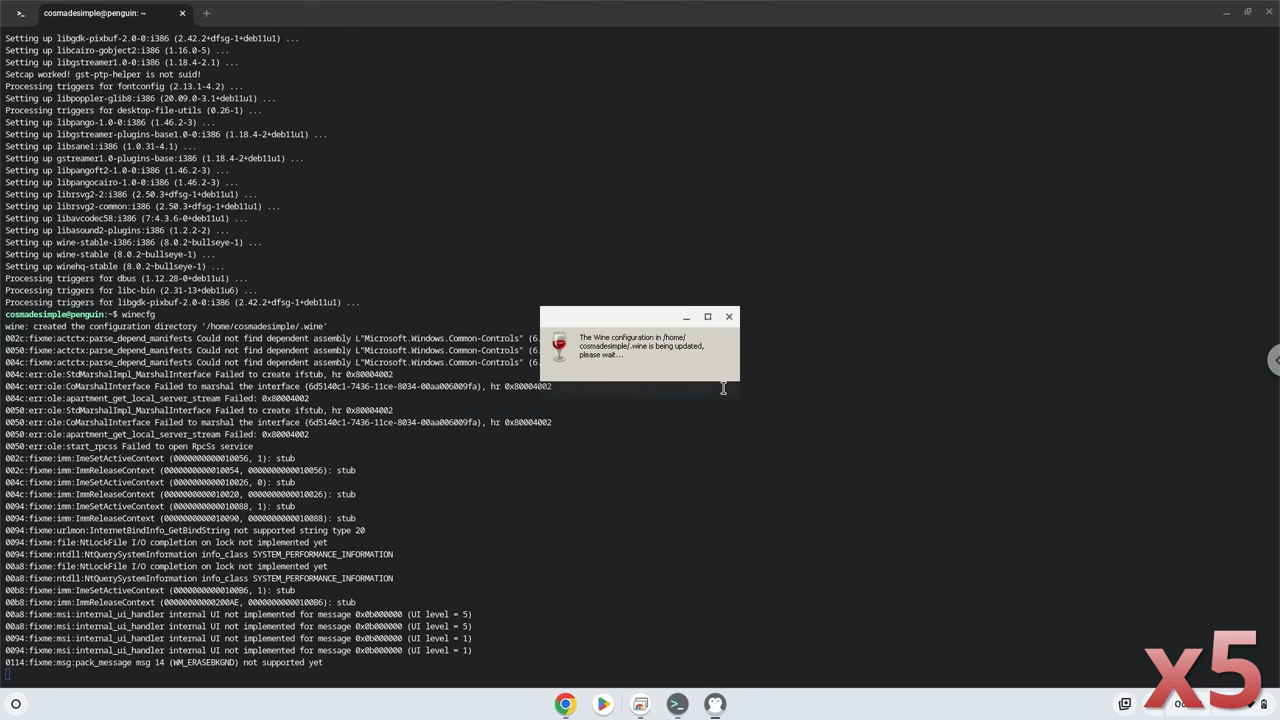 cosmadesimple@penguin: ~
Setting up libgdk-pixbuf-2.0-0:i386 (2.42.2+dfsg-1+deb11u1) ...
Setting up libcairo-gobject2:i386 (1.16.0-5) ...
Setting up libgstreamer1.0-0:i386 (1.18.4-2.1) ...
Setcap worked! gst-ptp-helper is not suid!
Processing triggers for fontconfig (2.13.1-4.2) ...
Setting up libpoppler-glib8:i386 (20.09.0-3.1+deb11u1) ...
Processing triggers for desktop-file-utils (0.26-1) ...
Setting up libpango-1.0-0:i386 (1.46.2-3) ...
Setting up libgstreamer-plugins-base1.0-0:i386 (1.18.4-2+deb11u1) ...
Setting up libsane1:i386 (1.0.31-4.1) ...
Setting up gstreamer1.0-plugins-base:i386 (1.18.4-2+deb11u1) ...
Setting up libpangoft2-1.0-0:i386 (1.46.2-3) ...
Setting up libpangocairo-1.0-0:i386 (1.46.2-3) ...
Setting up librsvg2-2:i386 (2.50.3+dfsg-1+deb11u1) ...
Setting up librsvg2-common:i386 (2.50.3+dfsg-1+deb11u1) ...
Setting up libavcodec58:i386 (7:4.3.6-0+deb11u1) ...
Setting up libasound2-plugins:i386 (1.2.2-2) ...
Setting up wine-stable-i386:i386 (8.0.2~bullseye-1) ...
Setting up wine-stable (8.0.2~bullseye-1) ...
Setting up winehq-stable (8.0.2~bullseye-1) ...
Processing triggers for dbus (1.12.28-0+deb11u1) ...
Processing triggers for libc-bin (2.31-13+deb11u6) ...
Processing triggers for libgdk-pixbuf-2.0-0:i386 (2.42.2+dfsg-1+deb11u1) ...
cosmadesimple@penguin:~$ winecfg
wine: created the configuration directory '/home/cosmadesimple/.wine'
002c:fixme:actctx:parse_depend_manifests Could not find dependent assembly L"Microsoft.Windows.Common-Controls" (6.
004c:fixme:actctx:parse_depend_manifests Could not find dependent assembly L"Microsoft.Windows.Common-Controls" (6.
004c:fixme:actctx:parse_depend_manifests Could not find dependent assembly L"Microsoft.Windows.Common-Controls" (6.
004c:err:ole:StdMarshalImpl_MarshalInterface Failed to create ifstub, hr 0x80004002
004c:err:ole:CoMarshalInterface Failed to marshal the interface {6d5140c1-7436-11ce-8034-00aa006009fa}, hr 0x80004002
004c:err:ole:apartment_get_local_server_stream Failed: 0x80004002
0050:err:ole:StdMarshalImpl_MarshalInterface Failed to create ifstub, hr 0x80004002
0050:err:ole:CoMarshalInterface Failed to marshal the interface {6d5140c1-7436-11ce-8034-00aa006009fa}, hr 0x80004002
0050:err:ole:apartment_get_local_server_stream Failed: 0x80004002
0050:err:ole:start_rpcss Failed to open RpcSs service
002c:fixme:imm:ImeSetActiveContext (0000000000010056, 1): stub
002c:fixme:imm:ImmReleaseContext (0000000000010054, 0000000000010056): stub
004c:fixme:imm:ImeSetActiveContext (0000000000010026, 0): stub
004c:fixme:imm:ImmReleaseContext (0000000000010020, 0000000000010026): stub
0094:fixme:imm:ImeSetActiveContext (0000000000010088, 1): stub
0094:fixme:imm:ImmReleaseContext (0000000000010090, 0000000000010088): stub
0094:fixme:urlmon:InternetBindInfo_GetBindString not supported string type 20
0094:fixme:file:NtLockFile I/O completion on lock not implemented yet
0094:fixme:ntdll:NtQuerySystemInformation info_class SYSTEM_PERFORMANCE_INFORMATION
00a8:fixme:file:NtLockFile I/O completion on lock not implemented yet
00a8:fixme:ntdll:NtQuerySystemInformation info_class SYSTEM_PERFORMANCE_INFORMATION
00b8:fixme:imm:ImeSetActiveContext (00000000000100B6, 1): stub
00b8:fixme:imm:ImmReleaseContext (00000000000200AE, 00000000000100B6): stub
00a8:fixme:msi:internal_ui_handler internal UI not implemented for message 0x0b000000 (UI level = 5)
00a8:fixme:msi:internal_ui_handler internal UI not implemented for message 0x0b000000 (UI level = 5)
0094:fixme:msi:internal_ui_handler internal UI not implemented for message 0x0b000000 (UI level = 1)
0094:fixme:msi:internal_ui_handler internal UI not implemented for message 0x0b000000 (UI level = 1)
0114:fixme:msg:pack_message msg 14 (WM_ERASEBKGND) not supported yet
The Wine configuration in /home/
cosmadesimple/.wine is being updated,
please wait...
x5